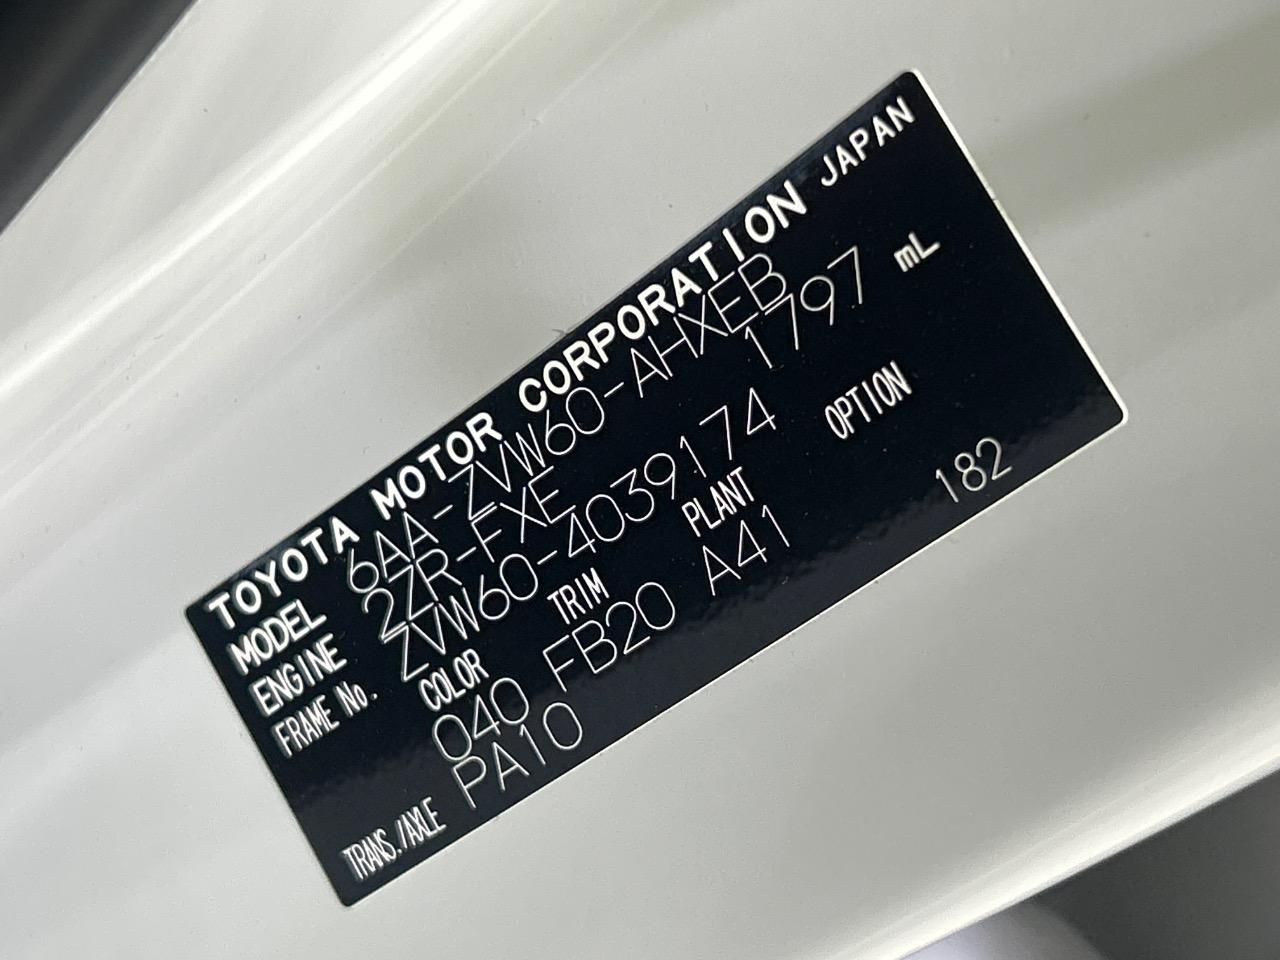 TOYOTA MOTOR CORPORATION JAPAN
MODEL 6AA-ZVW60-AHXEB
ENGINE 2ZR-FXE 1797 mL
FRAME No. ZVW60-4039174
COLOR TRIM PLANT OPTION
040 FB20 A41 182
TRANS./AXLE PA10